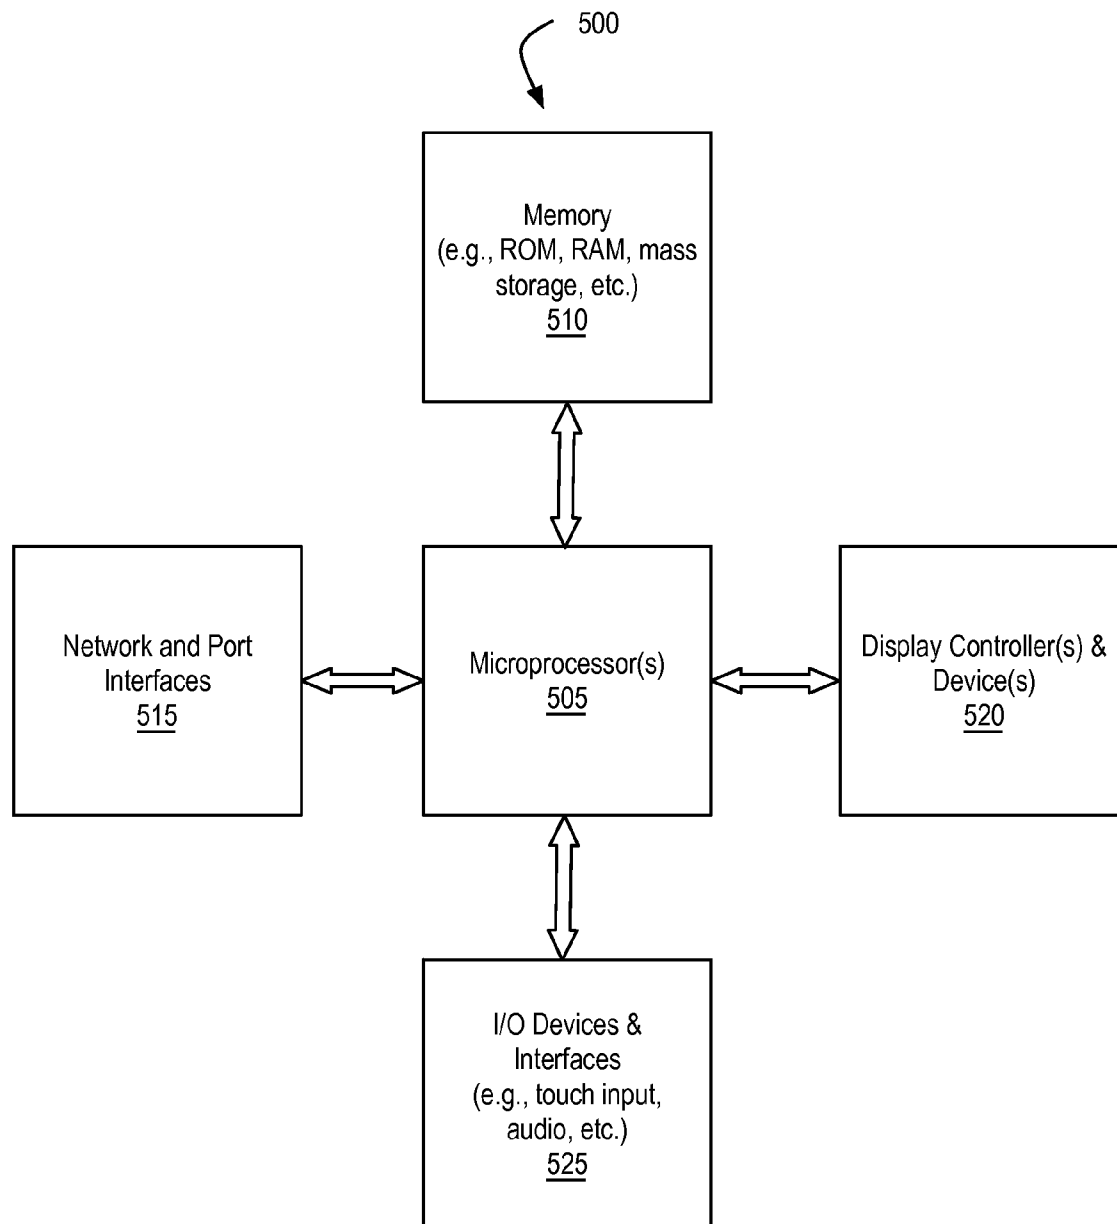 500
Memory
(e.g., ROM, RAM, mass
storage, etc.)
510
Network and Port
Interfaces
515
Microprocessor(s)
505
Display Controller(s) &
Device(s)
520
I/O Devices &
Interfaces
(e.g., touch input,
audio, etc.)
525